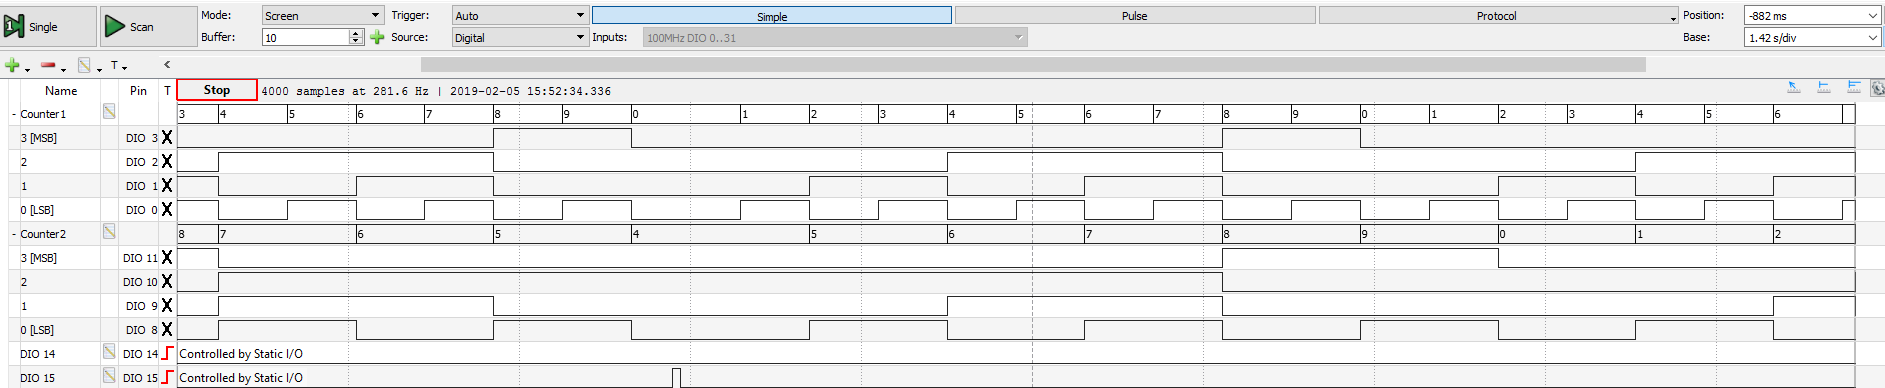 Single Scan Mode: Screen Trigger: Auto Simple Pulse Protocol Position: -882 ms
Buffer: 10 Source: Digital Inputs: 100MHz DIO 0..31 Base: 1.42 s/div
T
Name Pin T Stop 4000 samples at 281.6 Hz | 2019-02-05 15:52:34.336
- Counter1 3 4 5 6 7 8 9 0 1 2 3 4 5 6 7 8 9 0 1 2 3 4 5 6
3 [MSB] DIO 3 X
2 DIO 2 X
1 DIO 1 X
0 [LSB] DIO 0 X
- Counter2 8 7 6 5 4 5 6 7 8 9 0 1 2
3 [MSB] DIO 11 X
2 DIO 10 X
1 DIO 9 X
0 [LSB] DIO 8 X
DIO 14 DIO 14 Controlled by Static I/O
DIO 15 DIO 15 Controlled by Static I/O